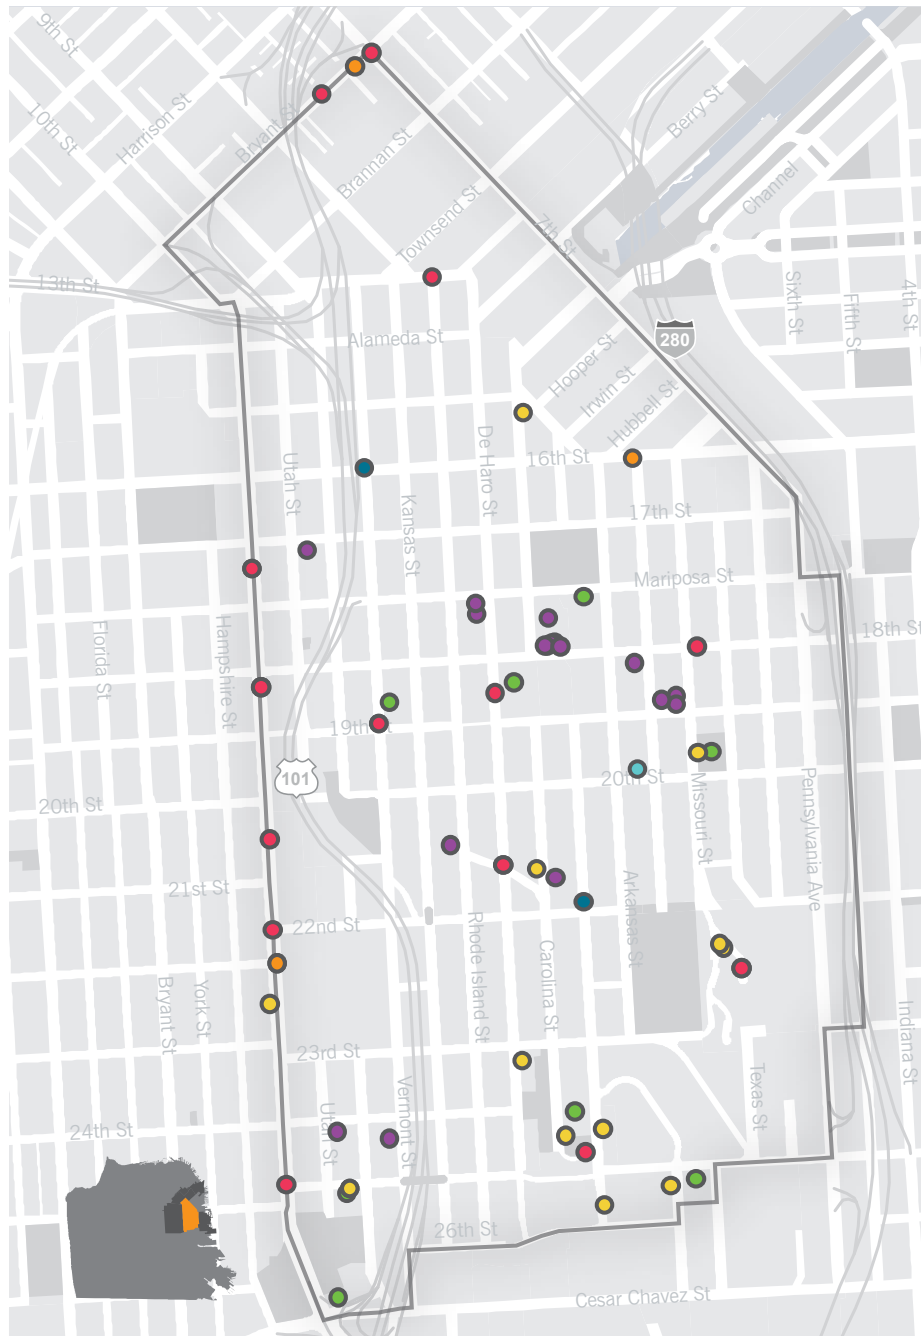 9th St
10th St
Harrison St
Bryant St
Brannan St
Townsend St
Berry St
Channel
7th St
13th St
Sixth St
Fifth St
4th St
Alameda St
280
Hooper St
Irwin St
Hubbell St
Utah St
De Haro St
16th St
Kansas St
17th St
Mariposa St
18th St
Florida St
Hampshire St
19th St
101
20th St
20th St
Missouri St
Pennsylvania Ave
21st St
22nd St
Arkansas St
Rhode Island St
Carolina St
Bryant St
York St
Indiana St
23rd St
Texas St
24th St
Utah St
Vermont St
26th St
Cesar Chavez St